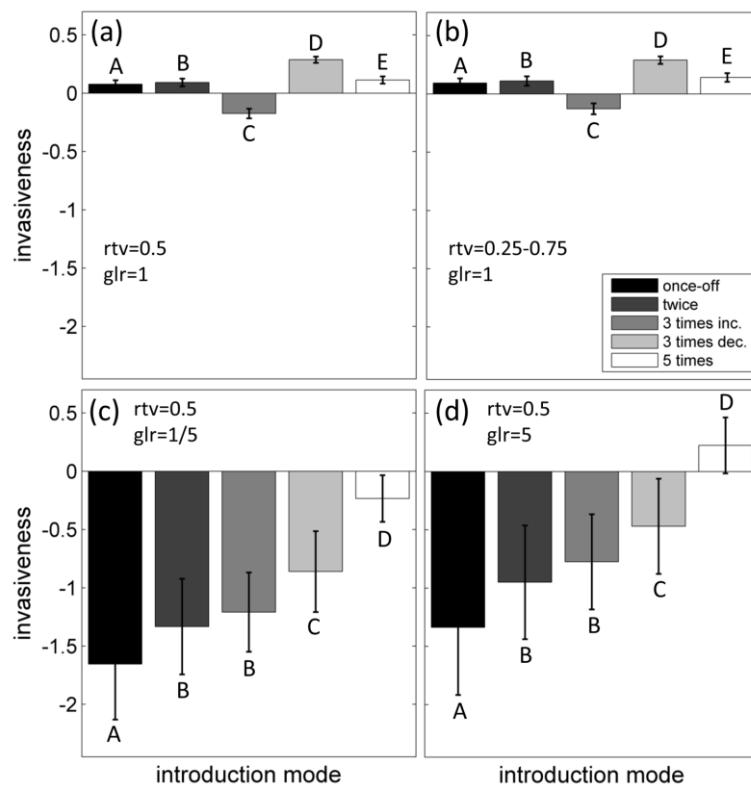 (a)
0.5
0
-0.5
-1
-1.5
-2
invasiveness
A
B
C
D
E
rtv=0.5
glr=1
(b)
A
B
C
D
E
rtv=0.25-0.75
glr=1
once-off
twice
3 times inc.
3 times dec.
5 times
(c)
rtv=0.5
glr=1/5
0.5
0
-0.5
-1
-1.5
-2
invasiveness
A
B
B
C
D
introduction mode
(d)
rtv=0.5
glr=5
A
B
B
C
D
introduction mode